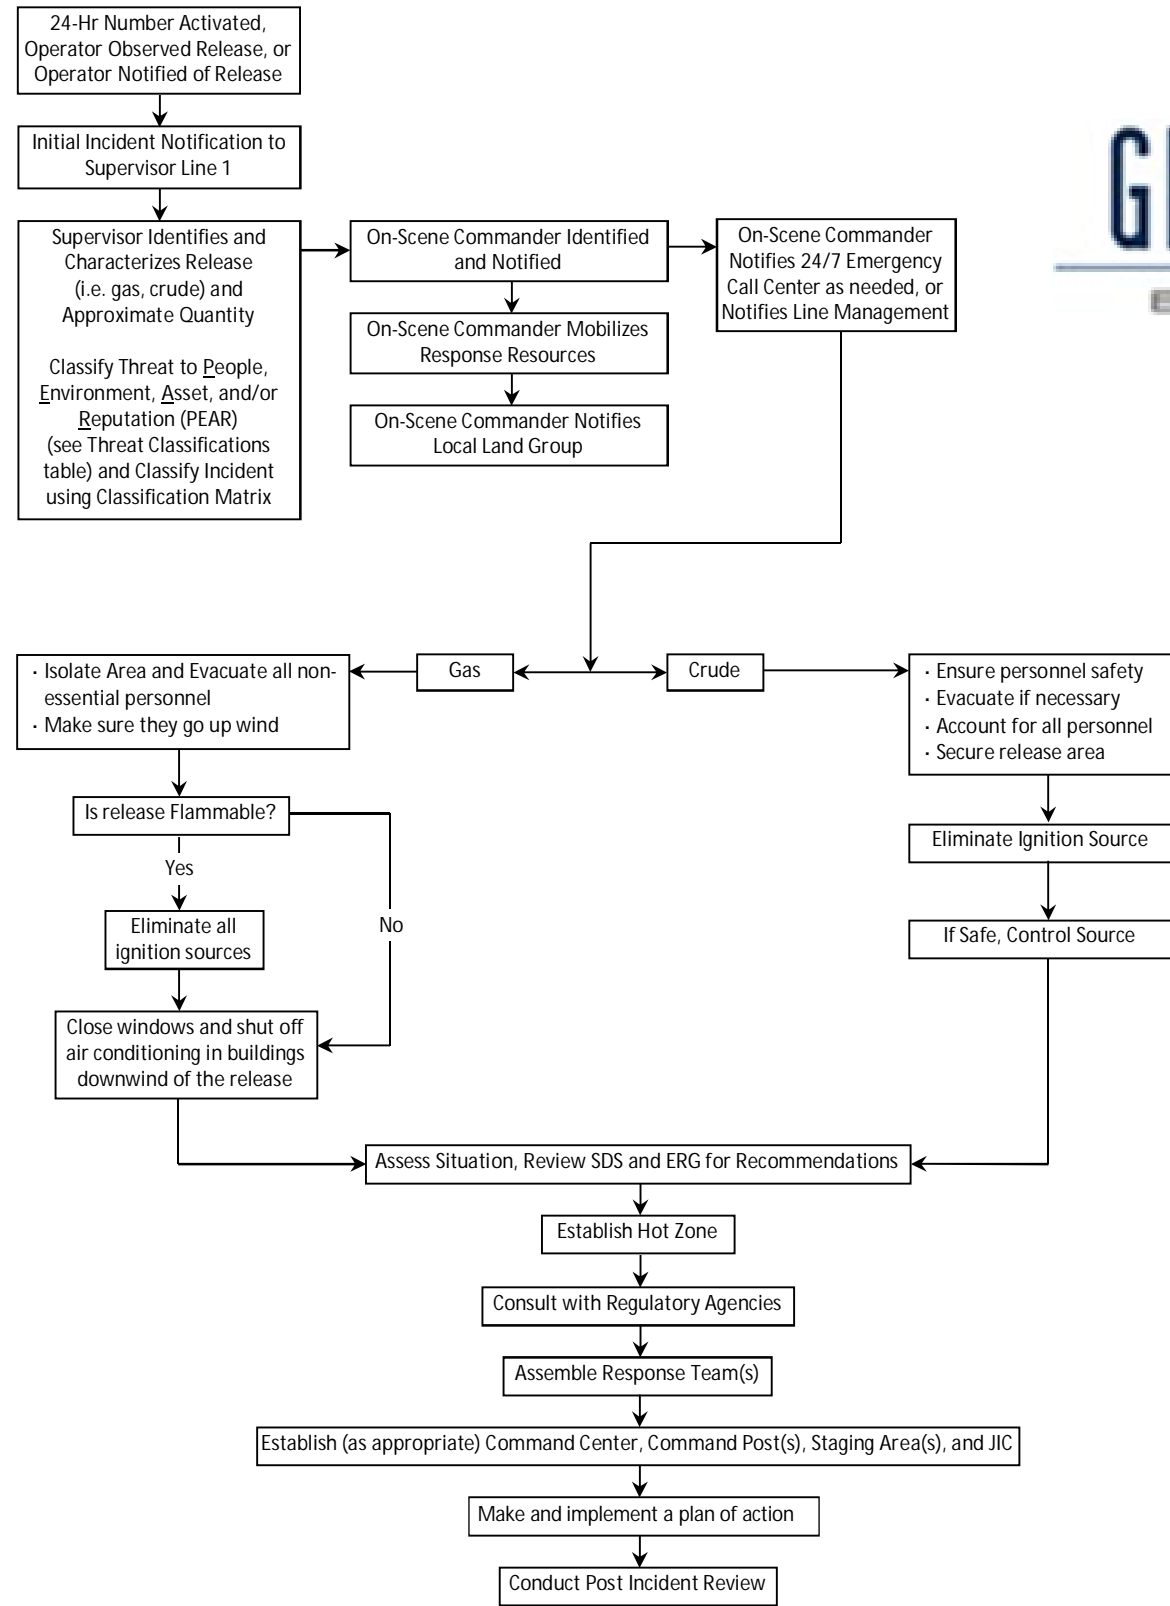 24-Hr Number Activated,
Operator Observed Release, or
Operator Notified of Release
Initial Incident Notification to
Supervisor Line 1
Supervisor Identifies and
Characterizes Release
(i.e. gas, crude) and
Approximate Quantity
Classify Threat to People,
Environment, Asset, and/or
Reputation (PEAR)
(see Threat Classifications
table) and Classify Incident
using Classification Matrix
On-Scene Commander Identified
and Notified
On-Scene Commander Mobilizes
Response Resources
On-Scene Commander Notifies
Local Land Group
On-Scene Commander
Notifies 24/7 Emergency
Call Center as needed, or
Notifies Line Management
Gas
Crude
· Isolate Area and Evacuate all non-
essential personnel
· Make sure they go up wind
Is release Flammable?
Yes
No
Eliminate all
ignition sources
Close windows and shut off
air conditioning in buildings
downwind of the release
· Ensure personnel safety
· Evacuate if necessary
· Account for all personnel
· Secure release area
Eliminate Ignition Source
If Safe, Control Source
Assess Situation, Review SDS and ERG for Recommendations
Establish Hot Zone
Consult with Regulatory Agencies
Assemble Response Team(s)
Establish (as appropriate) Command Center, Command Post(s), Staging Area(s), and JIC
Make and implement a plan of action
Conduct Post Incident Review